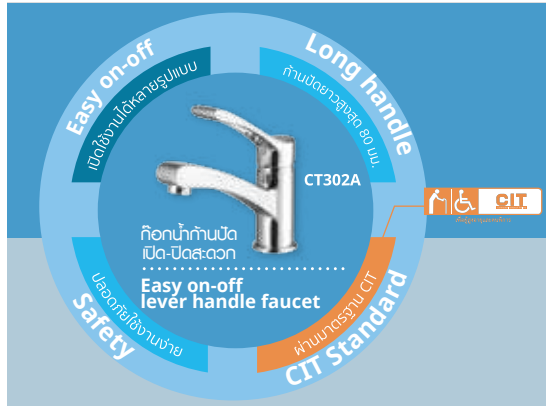 Easy on-off
เปิดใช้งานได้หลายรูปแบบ
Long handle
ก้านปัดยาวสูงสุด 80 มม.
CT302A
ก๊อกน้ำก้านปัด
เปิด-ปิดสะดวก
Easy on-off
lever handle faucet
CIT
ปลอดภัยใช้งานง่าย
Safety
ผ่านมาตรฐาน CIT
CIT Standard